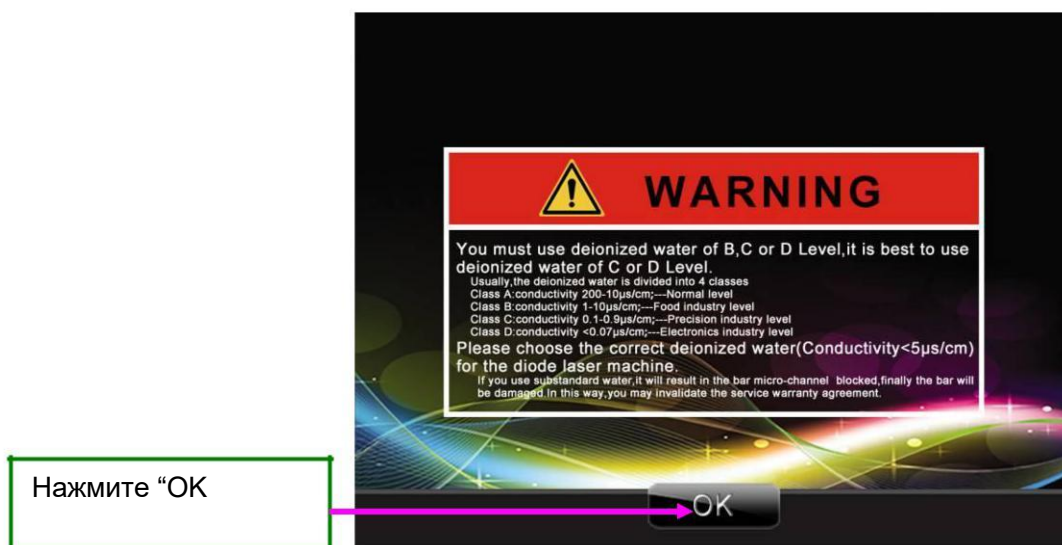 WARNING
You must use deionized water of B,C or D Level,it is best to use
deionized water of C or D Level.
Usually,the deionized water is divided into 4 classes
Class A:conductivity 200-10µs/cm;---Normal level
Class B:conductivity 1-10µs/cm;---Food industry level
Class C:conductivity 0.1-0.9µs/cm;---Precision industry level
Class D:conductivity <0.07µs/cm;---Electronics industry level
Please choose the correct deionized water(Conductivity<5µs/cm)
for the diode laser machine.
If you use substandard water,it will result in the bar micro-channel blocked,finally the bar will
be damaged.In this way,you may invalidate the service warranty agreement.
Нажмите “OK
OK